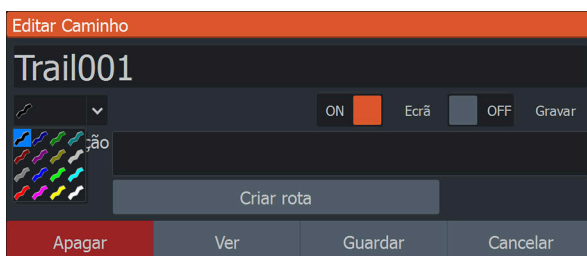 Editar Caminho
Trail001
ON Ecrã OFF Gravar
ção
Criar rota
Apagar Ver Guardar Cancelar